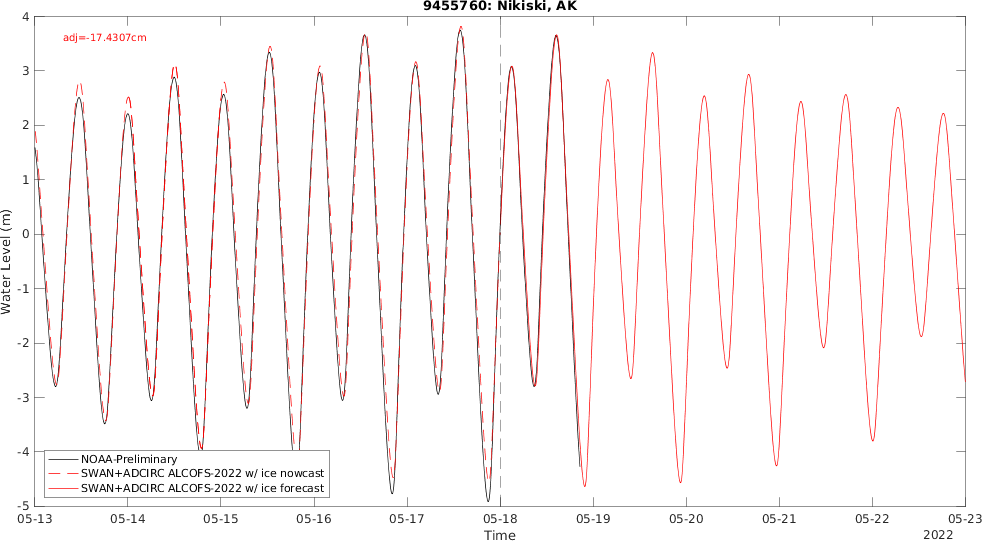 9455760: Nikiski, AK
adj=-17.4307cm
Water Level (m)
4
3
2
1
0
-1
-2
-3
-4
-5
NOAA-Preliminary
SWAN+ADCIRC ALCOFS-2022 w/ ice nowcast
SWAN+ADCIRC ALCOFS-2022 w/ ice forecast
05-13 05-14 05-15 05-16 05-17 05-18 05-19 05-20 05-21 05-22 05-23
Time
2022